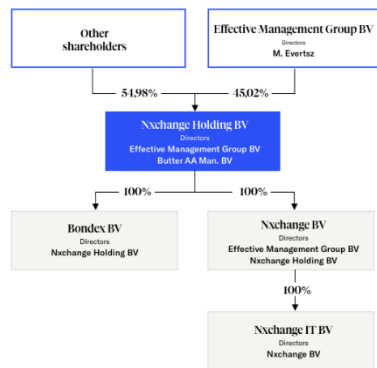 Other
shareholders
Effective Management Group BV
Directors
M. Evertsz
54,98%
45,02%
Nxchange Holding BV
Directors
Effective Management Group BV
Butter AA Man. BV
100%
100%
Bondex BV
Directors
Nxchange Holding BV
Nxchange BV
Directors
Effective Management Group BV
Nxchange Holding BV
100%
Nxchange IT BV
Directors
Nxchange BV